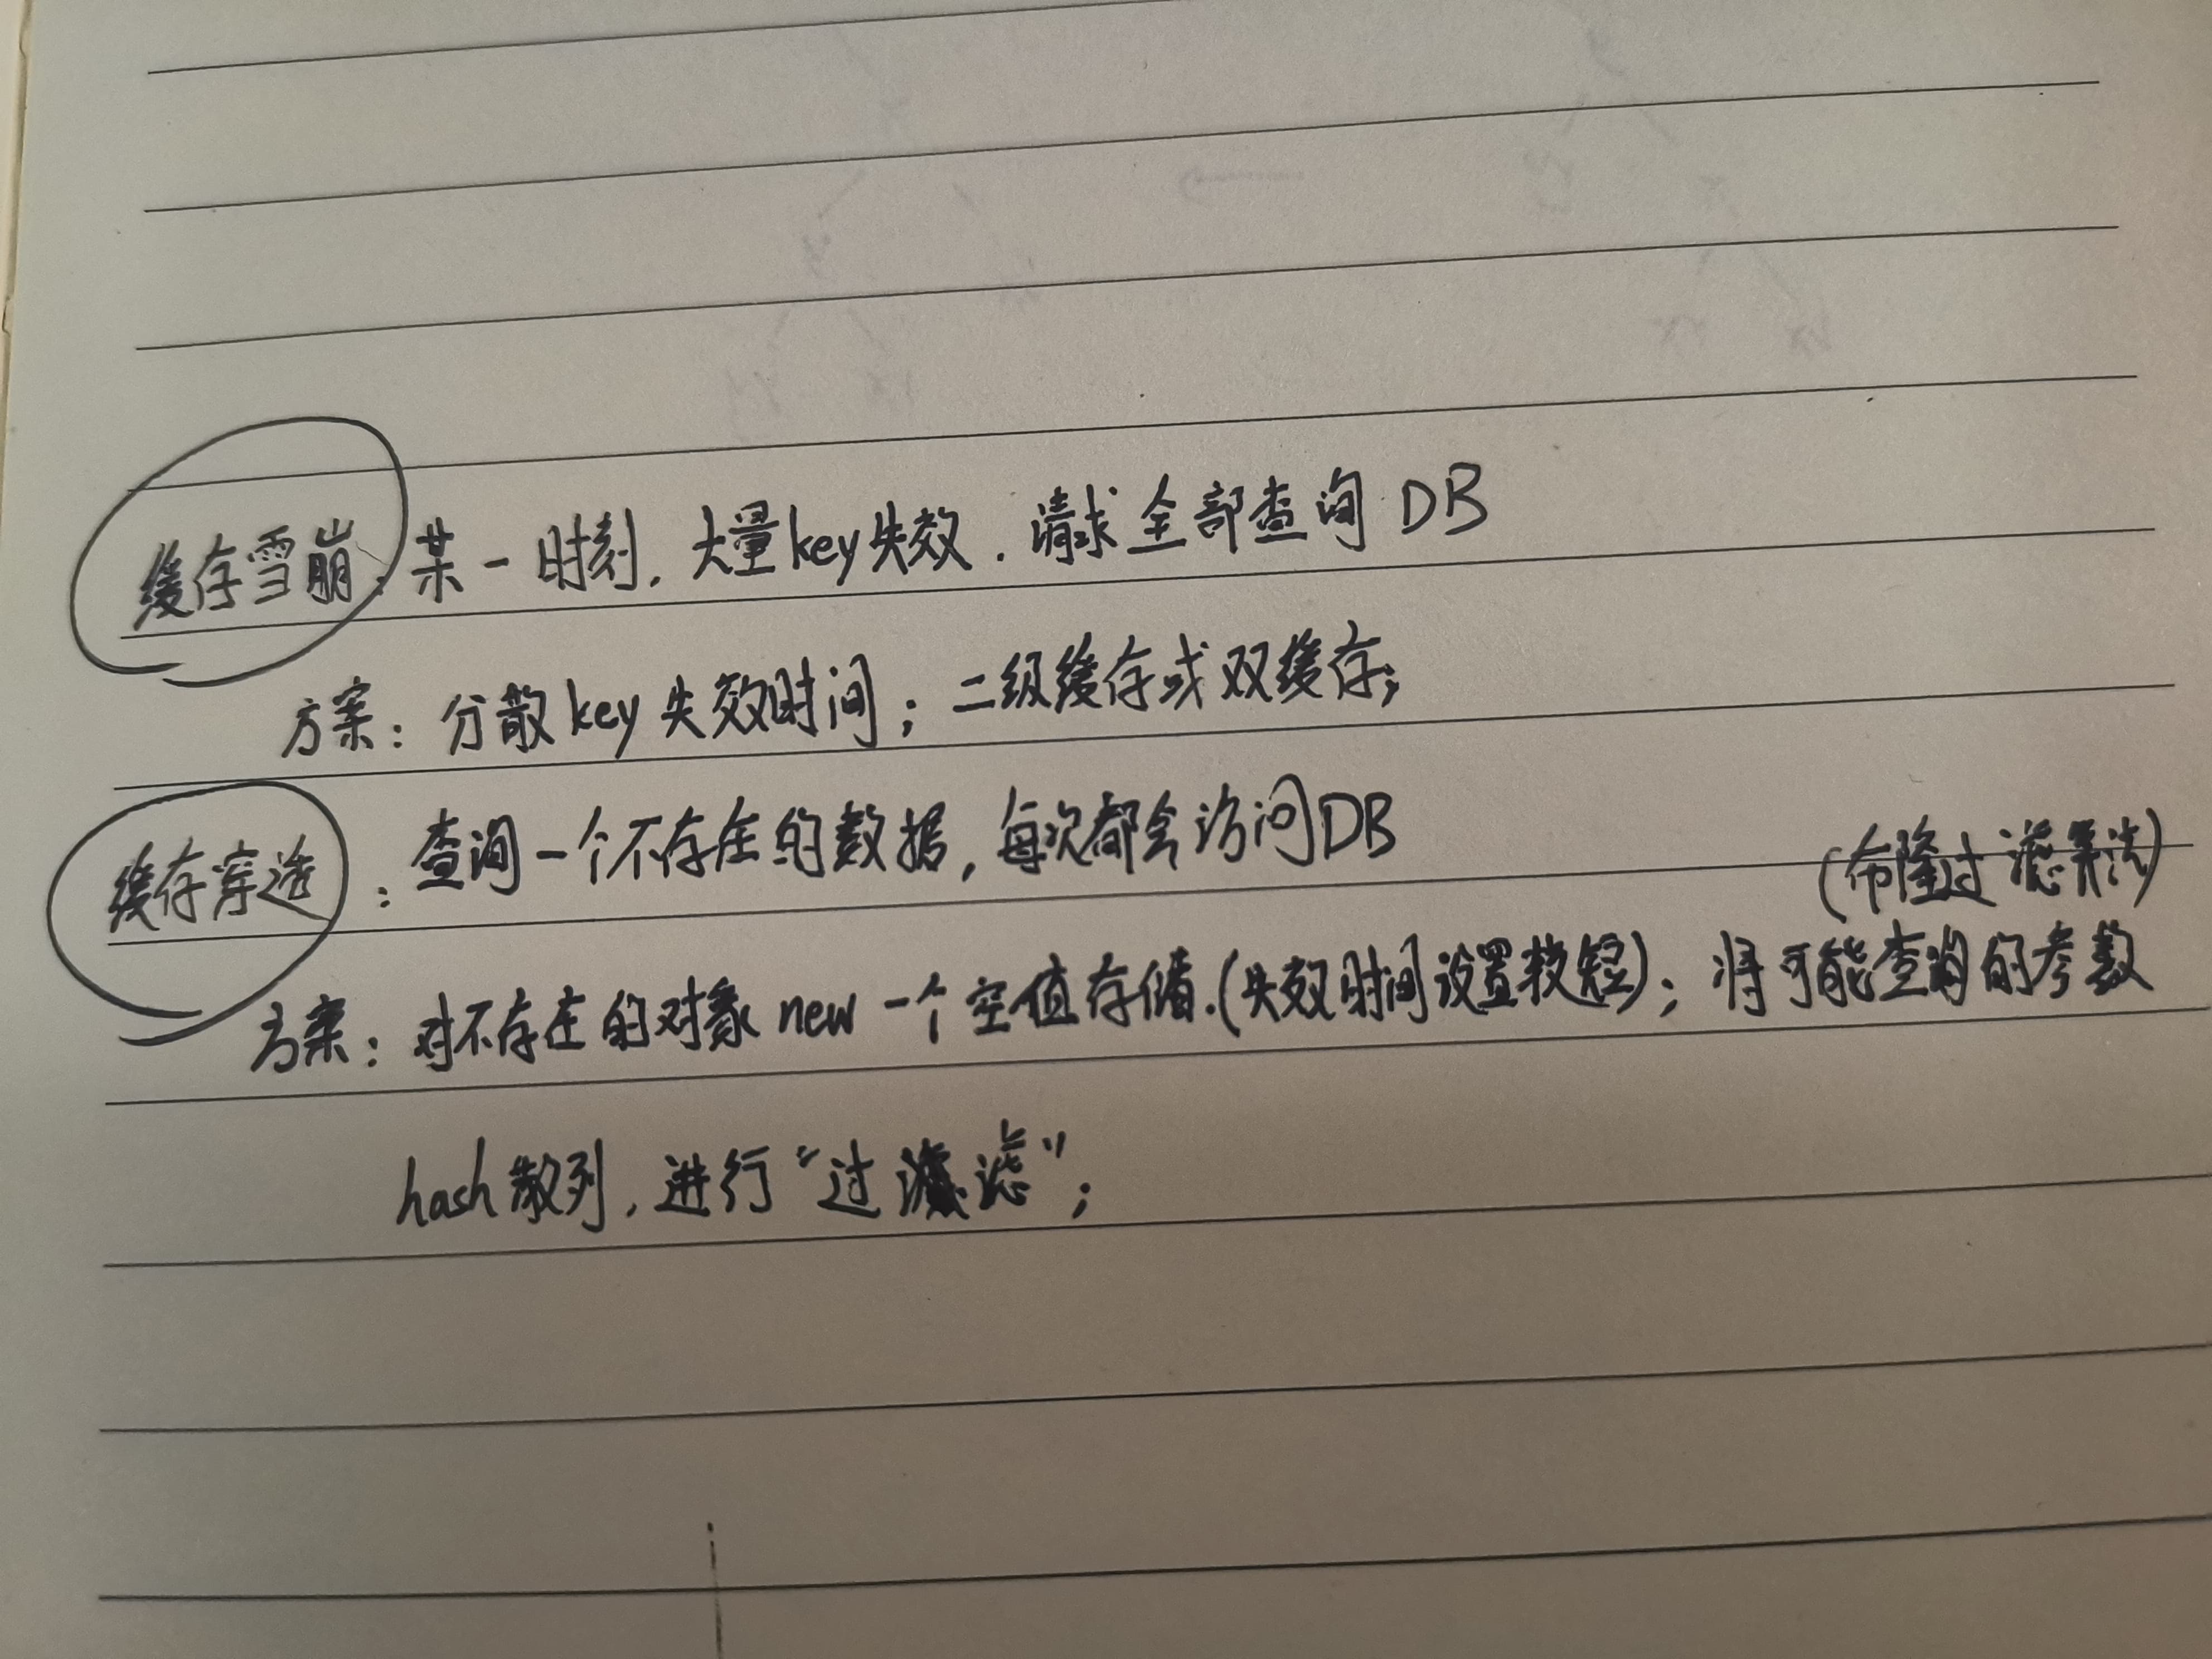 缓存雪崩：某一时刻，大量key失效，请求全部查询DB
方案：分散key失效时间；二级缓存或双缓存；
缓存穿透：查询一个不存在的数据，每次都会访问DB
(布隆过滤算法)
方案：对不存在的对象new一个空值存储.(失效时间设置较短)；将可能查询的参数
hash散列，进行“过滤”；